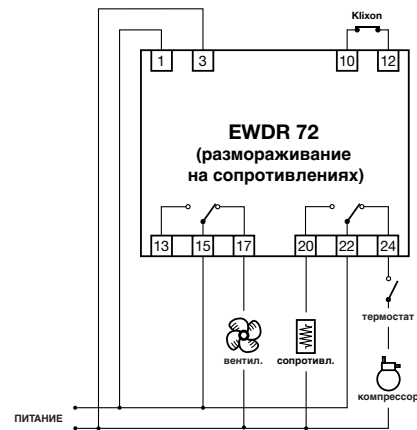 Klixon
1 3 10 12
EWDR 72
(размораживание
на сопротивлениях)
13 15 17 20 22 24
термостат
вентил. сопротивл.
компрессор
ПИТАНИЕ